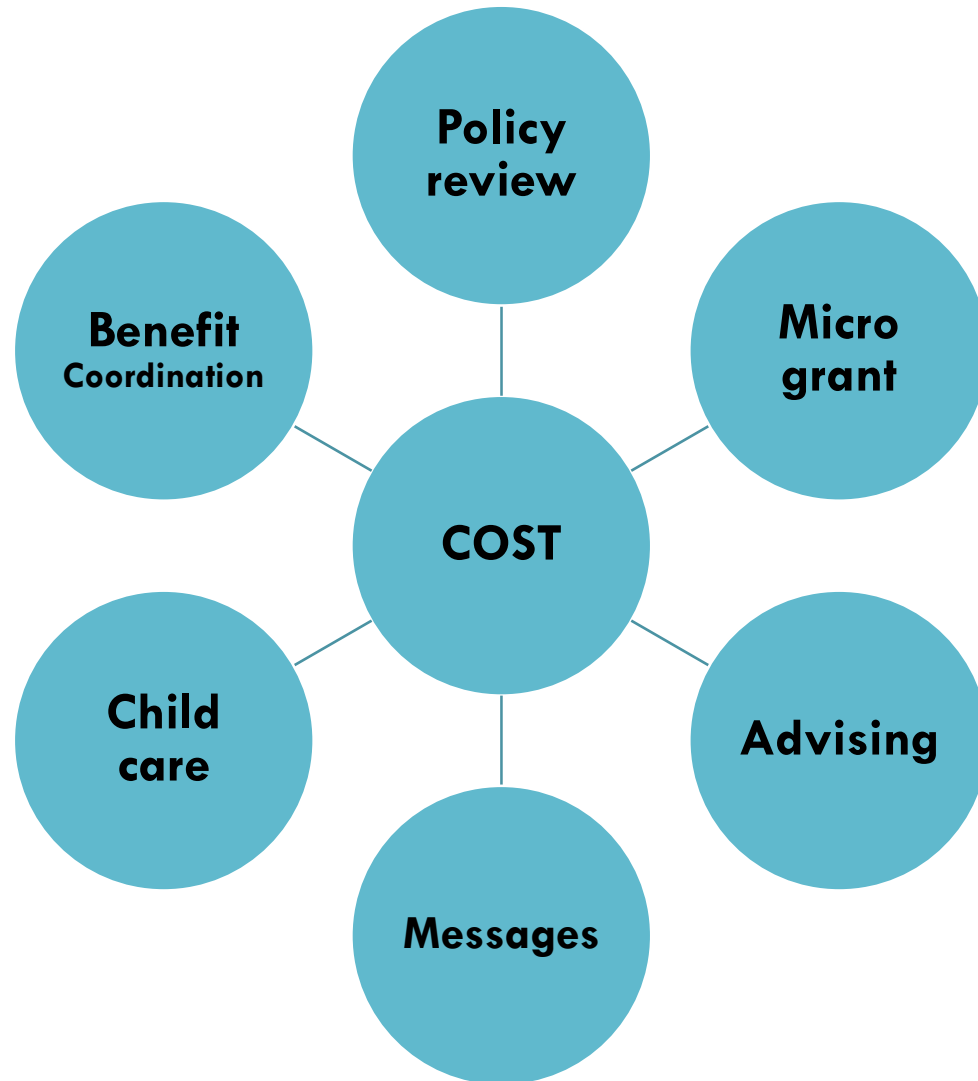 Policy
review
Benefit
Coordination
Micro
grant
COST
Child
care
Advising
Messages